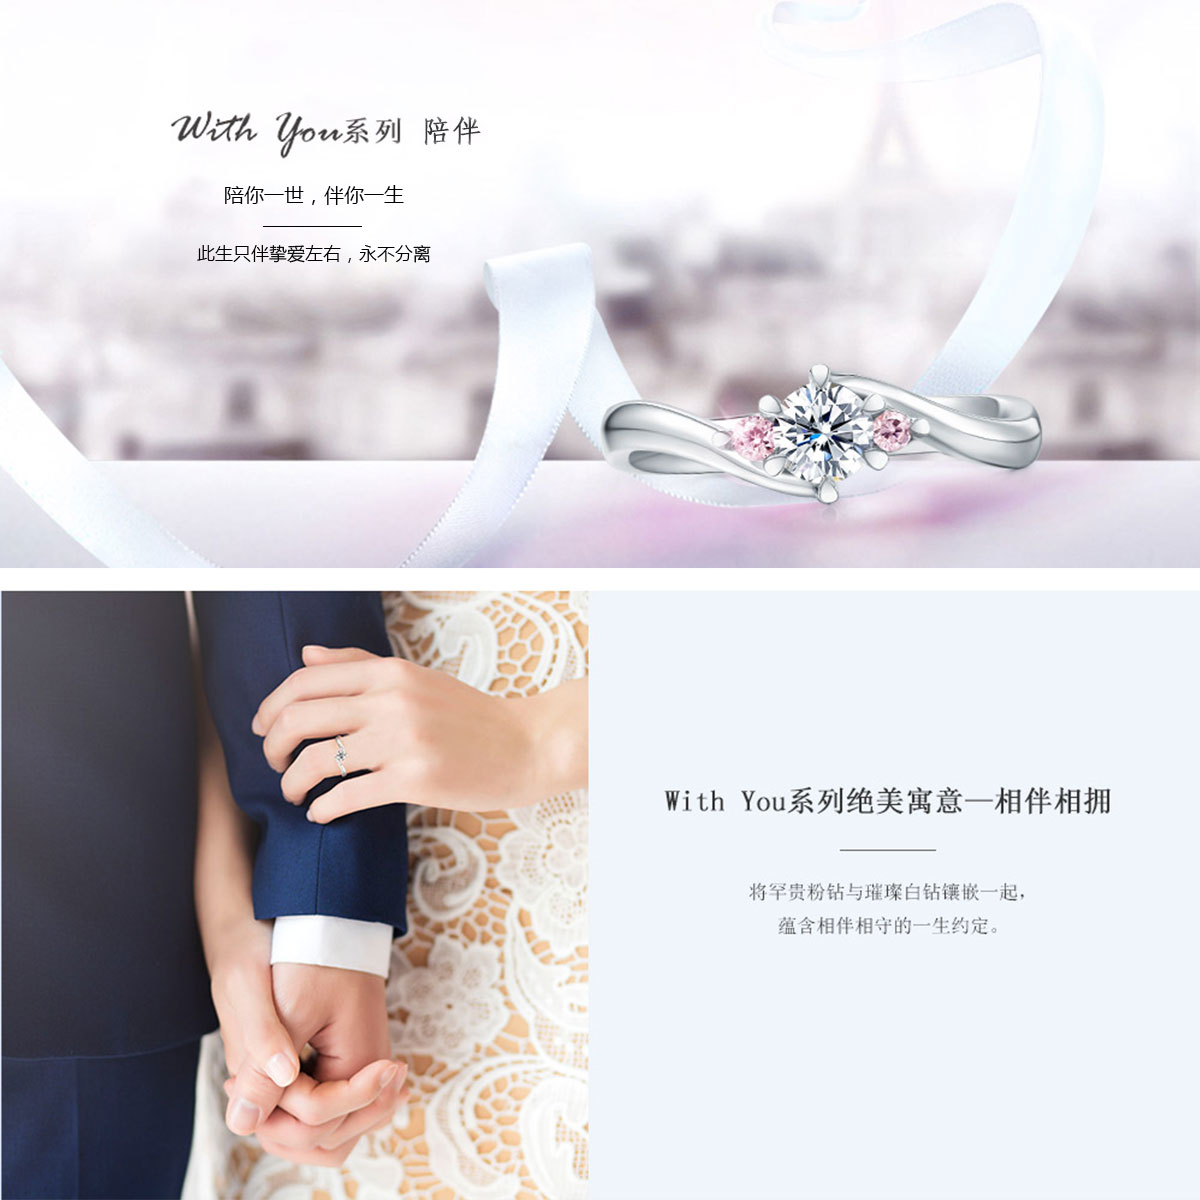 With You系列 陪伴
陪你一世，伴你一生
此生只伴挚爱左右，永不分离
With You系列绝美寓意—相伴相拥
将罕贵粉钻与璀璨白钻镶嵌一起，
蕴含相伴相守的一生约定。